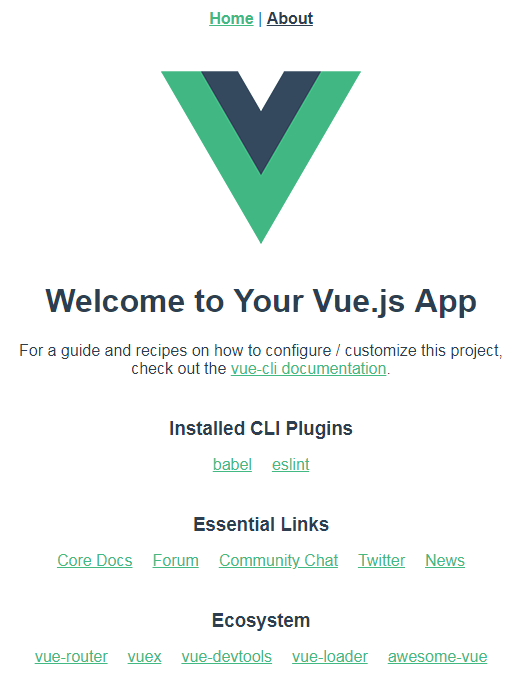 Home | About
Welcome to Your Vue.js App
For a guide and recipes on how to configure / customize this project,
check out the vue-cli documentation.
Installed CLI Plugins
babel eslint
Essential Links
Core Docs Forum Community Chat Twitter News
Ecosystem
vue-router vuex vue-devtools vue-loader awesome-vue